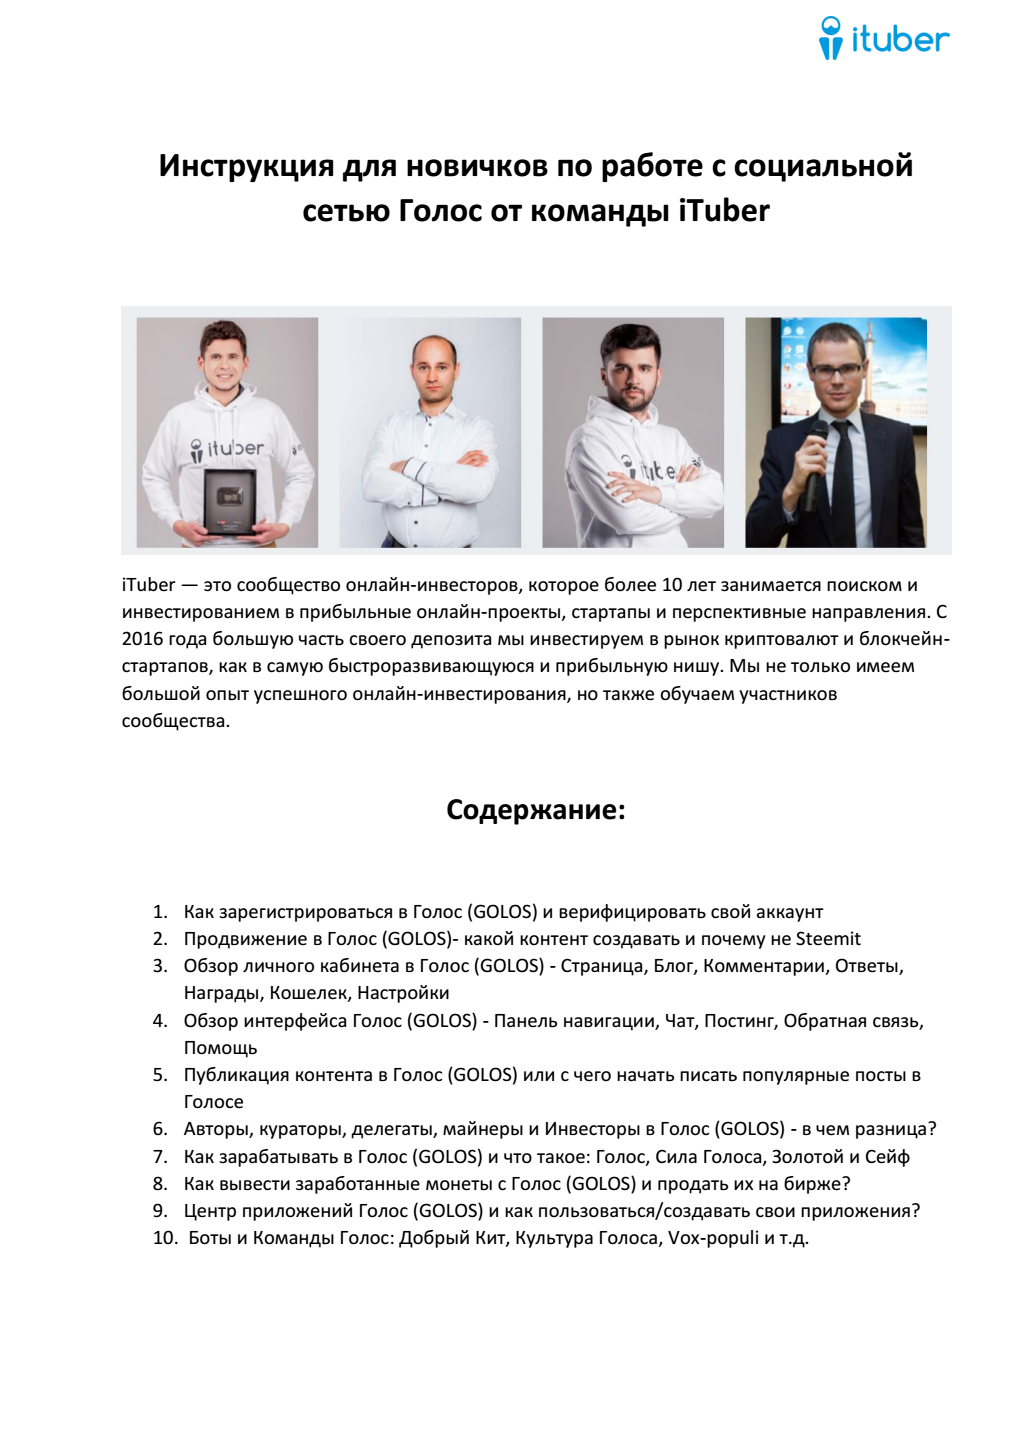 ituber
Инструкция для новичков по работе с социальной
сетью Голос от команды iTuber
ituber
ituber
iTuber — это сообщество онлайн-инвесторов, которое более 10 лет занимается поиском и
инвестированием в прибыльные онлайн-проекты, стартапы и перспективные направления. С
2016 года большую часть своего депозита мы инвестируем в рынок криптовалют и блокчейн-
стартапов, как в самую быстроразвивающуюся и прибыльную нишу. Мы не только имеем
большой опыт успешного онлайн-инвестирования, но также обучаем участников
сообщества.
Содержание:
1. Как зарегистрироваться в Голос (GOLOS) и верифицировать свой аккаунт
2. Продвижение в Голос (GOLOS)- какой контент создавать и почему не Steemit
3. Обзор личного кабинета в Голос (GOLOS) - Страница, Блог, Комментарии, Ответы,
Награды, Кошелек, Настройки
4. Обзор интерфейса Голос (GOLOS) - Панель навигации, Чат, Постинг, Обратная связь,
Помощь
5. Публикация контента в Голос (GOLOS) или с чего начать писать популярные посты в
Голосе
6. Авторы, кураторы, делегаты, майнеры и Инвесторы в Голос (GOLOS) - в чем разница?
7. Как зарабатывать в Голос (GOLOS) и что такое: Голос, Сила Голоса, Золотой и Сейф
8. Как вывести заработанные монеты с Голос (GOLOS) и продать их на бирже?
9. Центр приложений Голос (GOLOS) и как пользоваться/создавать свои приложения?
10. Боты и Команды Голос: Добрый Кит, Культура Голоса, Vox-populi и т.д.